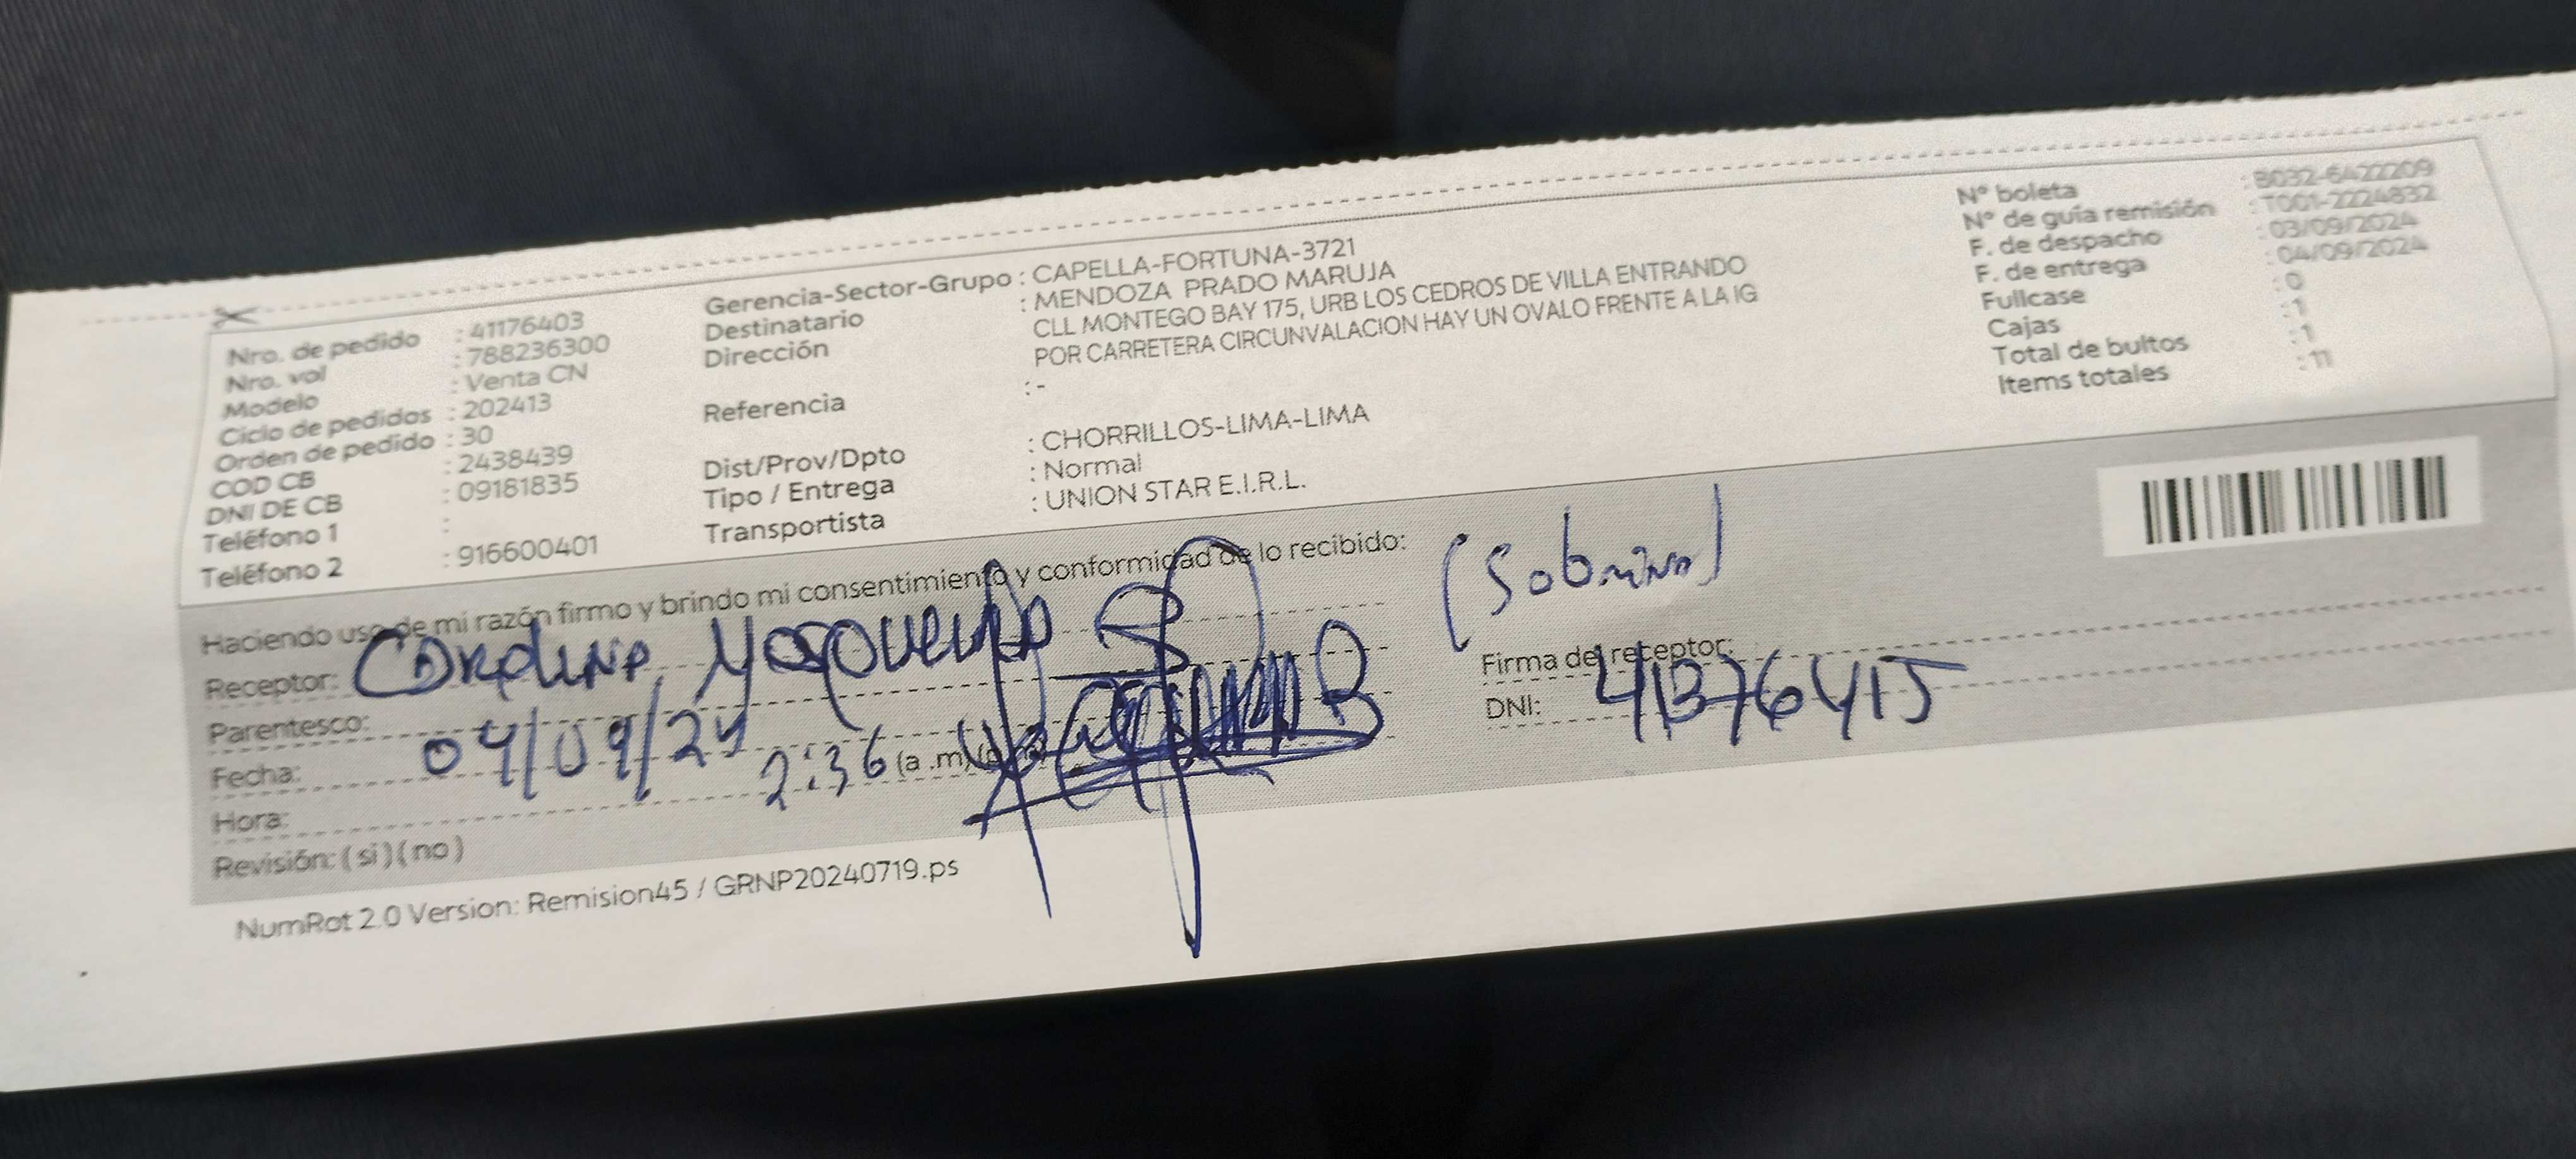 Nro. de pedido : 41176403
Nro. vol : 788236300
Modelo : Venta CN
Ciclo de pedidos : 202413
Orden de pedido : 30
COD CB : 2438439
DNI DE CB : 09181835
Teléfono 1 :
Teléfono 2 : 916600401
Gerencia-Sector-Grupo : CAPELLA-FORTUNA-3721
Destinatario : MENDOZA PRADO MARUJA
Dirección CLL MONTEGO BAY 175, URB LOS CEDROS DE VILLA ENTRANDO
POR CARRETERA CIRCUNVALACION HAY UN OVALO FRENTE A LA IG
Referencia : -
Dist/Prov/Dpto : CHORRILLOS-LIMA-LIMA
Tipo / Entrega : Normal
Transportista : UNION STAR E.I.R.L.
N° boleta : B032-6422209
N° de guía remisión : T001-2224832
F. de despacho : 03/09/2024
F. de entrega : 04/09/2024
Fullcase : 0
Cajas : 1
Total de bultos : 1
Items totales : 11
Haciendo uso de mi razón firmo y brindo mi consentimiento y conformidad de lo recibido:
(Sobrina)
Receptor:
Parentesco:
Fecha: 04/09/24
Hora: 2:36 (a .m)
Revisión: ( si ) ( no )
Firma del receptor:
DNI: 41376415
NumRot 2.0 Version: Remision45 / GRNP20240719.ps